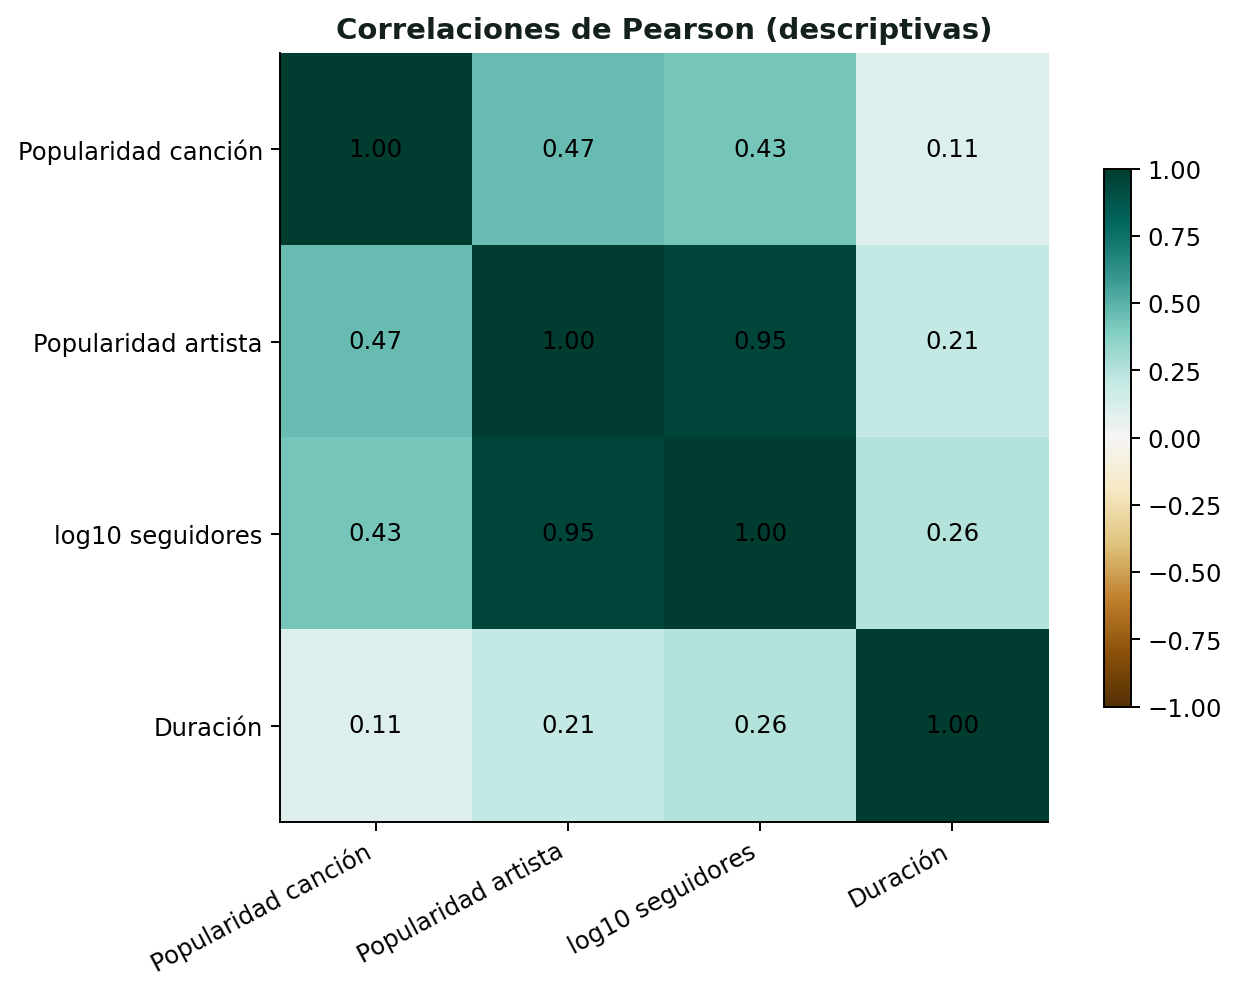 Correlaciones de Pearson (descriptivas)
Popularidad canción
1.00 0.47 0.43 0.11
Popularidad artista
0.47 1.00 0.95 0.21
log10 seguidores
0.43 0.95 1.00 0.26
Duración
0.11 0.21 0.26 1.00
Popularidad canción
Popularidad artista
log10 seguidores
Duración
1.00
0.75
0.50
0.25
0.00
−0.25
−0.50
−0.75
−1.00